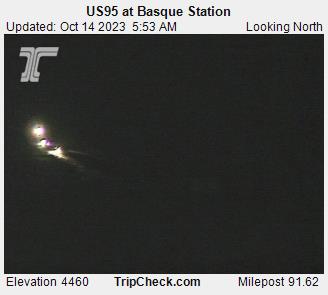 US95 at Basque Station
Updated: Oct 14 2023 5:53 AM Looking North
Elevation 4460 TripCheck.com Milepost 91.62